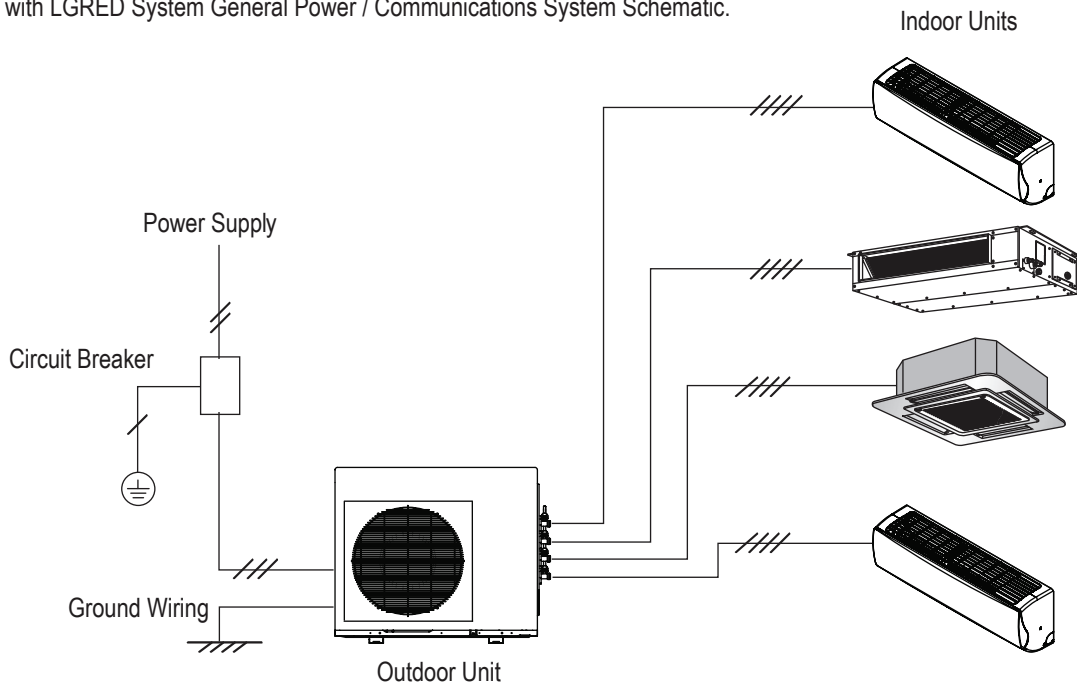 with LGRED System General Power / Communications System Schematic.
Indoor Units
Power Supply
Circuit Breaker
Ground Wiring
Outdoor Unit